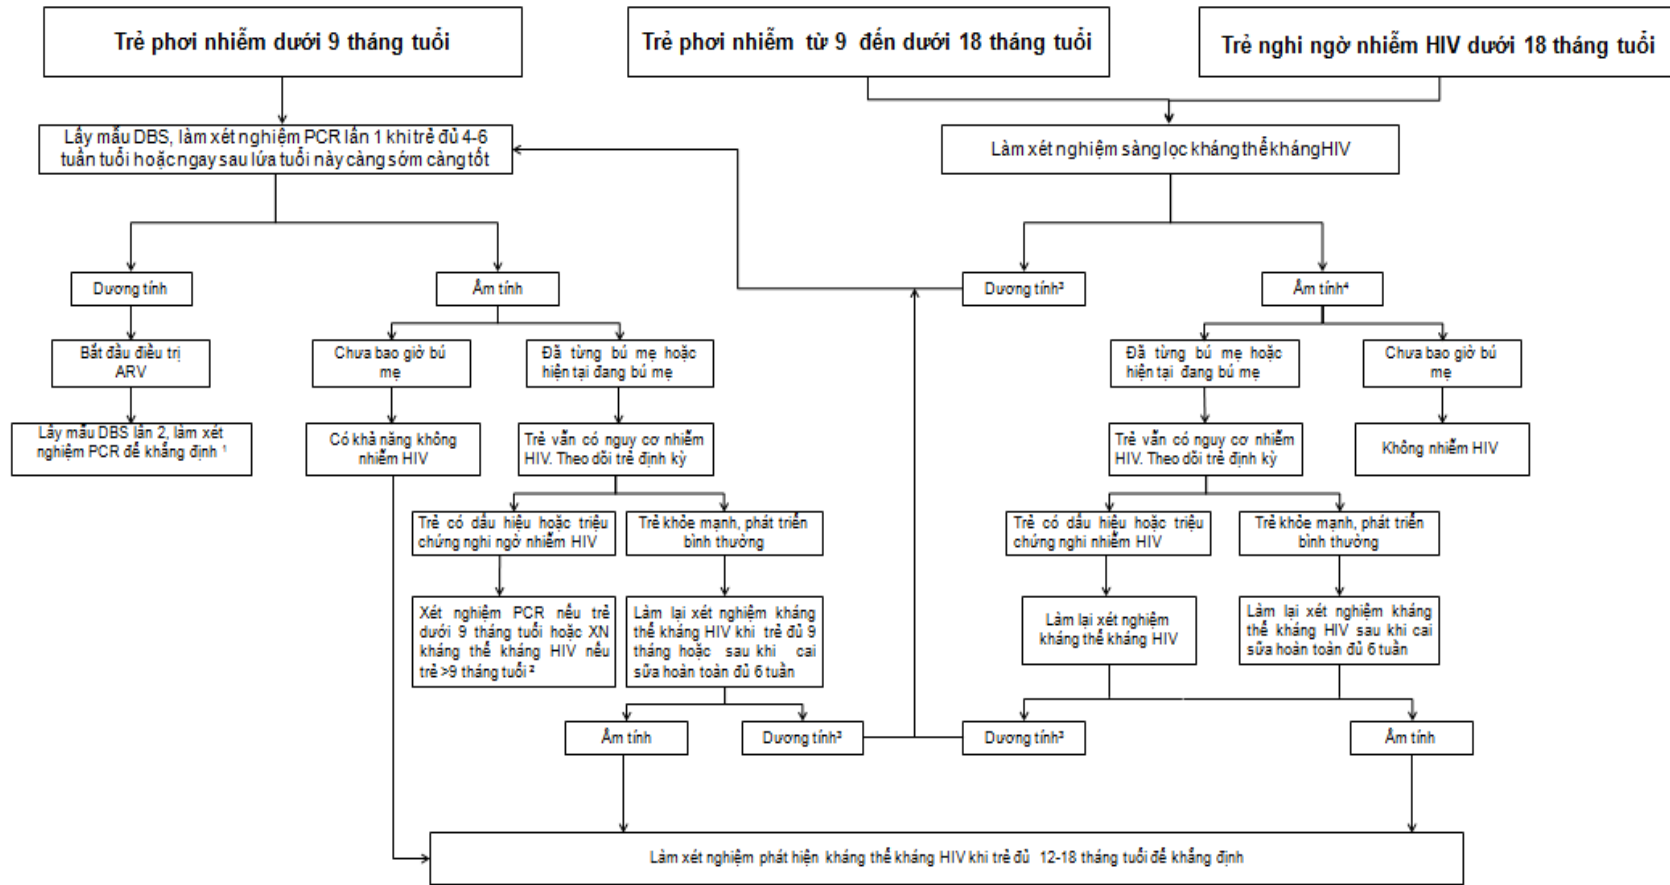 Trẻ phơi nhiễm dưới 9 tháng tuổi
Trẻ phơi nhiễm từ 9 đến dưới 18 tháng tuổi
Trẻ nghi ngờ nhiễm HIV dưới 18 tháng tuổi
Lấy mẫu DBS, làm xét nghiệm PCR lần 1 khi trẻ đủ 4-6
tuần tuổi hoặc ngay sau lứa tuổi này càng sớm càng tốt
Làm xét nghiệm sàng lọc kháng thể kháng HIV
Dương tính
Âm tính
Dương tính²
Âm tính⁴
Bắt đầu điều trị
ARV
Chưa bao giờ bú
mẹ
Đã từng bú mẹ hoặc
hiện tại đang bú mẹ
Đã từng bú mẹ hoặc
hiện tại đang bú mẹ
Chưa bao giờ bú
mẹ
Lấy mẫu DBS lần 2, làm xét
nghiệm PCR để khẳng định ¹
Có khả năng không
nhiễm HIV
Trẻ vẫn có nguy cơ nhiễm
HIV. Theo dõi trẻ định kỳ
Trẻ vẫn có nguy cơ nhiễm
HIV. Theo dõi trẻ định kỳ
Không nhiễm HIV
Trẻ có dấu hiệu hoặc triệu
chứng nghi ngờ nhiễm HIV
Trẻ khỏe mạnh, phát triển
bình thường
Trẻ có dấu hiệu hoặc triệu
chứng nghi nhiễm HIV
Trẻ khỏe mạnh, phát triển
bình thường
Xét nghiệm PCR nếu trẻ
dưới 9 tháng tuổi hoặc XN
kháng thể kháng HIV nếu
trẻ >9 tháng tuổi ²
Làm lại xét nghiệm kháng
thể kháng HIV khi trẻ đủ 9
tháng hoặc sau khi cai
sữa hoàn toàn đủ 6 tuần
Làm lại xét nghiệm
kháng thể kháng HIV
Làm lại xét nghiệm kháng
thể kháng HIV sau khi cai
sữa hoàn toàn đủ 6 tuần
Âm tính
Dương tính²
Dương tính²
Âm tính
Làm xét nghiệm phát hiện kháng thể kháng HIV khi trẻ đủ 12-18 tháng tuổi để khẳng định